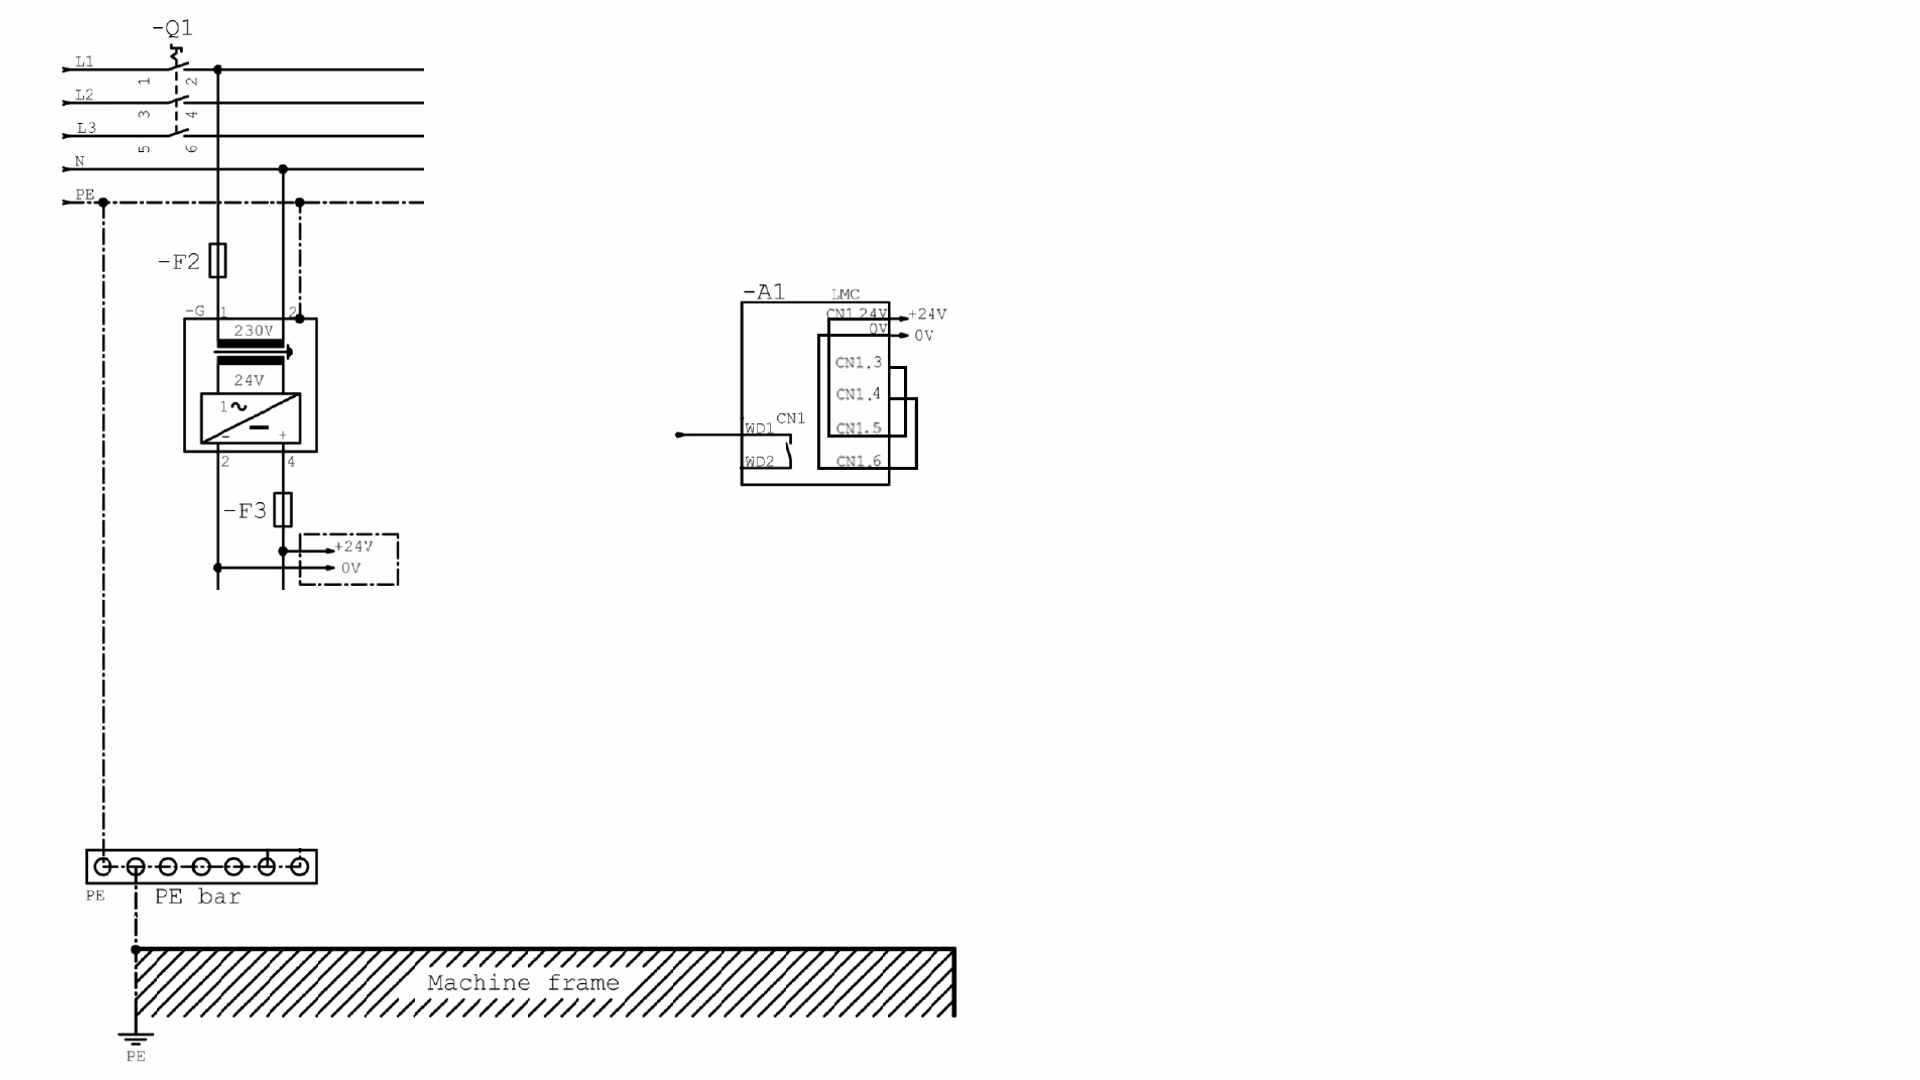 -Q1
L1
1 2
L2
3 4
L3
5 6
N
PE
-F2
-G 1 2
230V
24V
1~
- +
2 4
-F3
+24V
0V
-A1 LMC
CN1 24V +24V
0V 0V
CN1.3
CN1.4
CN1
WD1 CN1.5
WD2 CN1.6
PE PE bar
Machine frame
PE